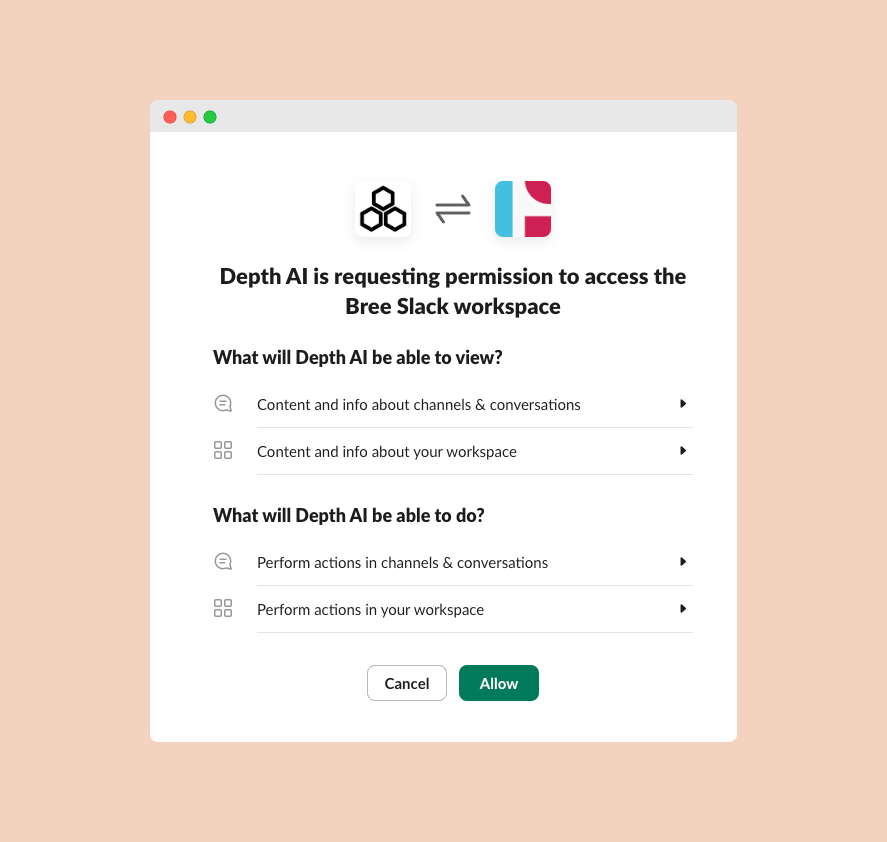 Depth AI is requesting permission to access the
Bree Slack workspace
What will Depth AI be able to view?
Content and info about channels & conversations
Content and info about your workspace
What will Depth AI be able to do?
Perform actions in channels & conversations
Perform actions in your workspace
Cancel
Allow